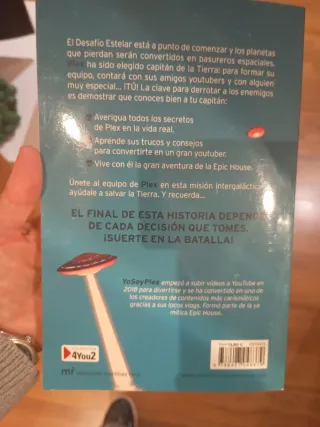 El Desafío Estelar está a punto de comenzar y los planetas
que pierdan serán convertidos en basureros espaciales.
Plex ha sido elegido capitán de la Tierra: para formar su
equipo, contará con sus amigos youtubers y con alguien
muy especial... ¡TÚ! La clave para derrotar a los enemigos
es demostrar que conoces bien a tu capitán:
Averigua todos los secretos
de Plex en la vida real.
Aprende sus trucos y consejos
para convertirte en un gran youtuber.
Vive con él la gran aventura de la Epic House.
Únete al equipo de Plex en esta misión intergaláctica,
ayúdale a salvar la Tierra. Y recuerda...
EL FINAL DE ESTA HISTORIA DEPENDE
DE CADA DECISIÓN QUE TOMES.
¡SUERTE EN LA BATALLA!
YoSoyPlex empezó a subir vídeos a YouTube en
2018 para divertirse y se ha convertido en uno de
los creadores de contenidos más carismáticos
gracias a sus locos vlogs. Forma parte de la ya
mítica Epic House.
4You2
mr